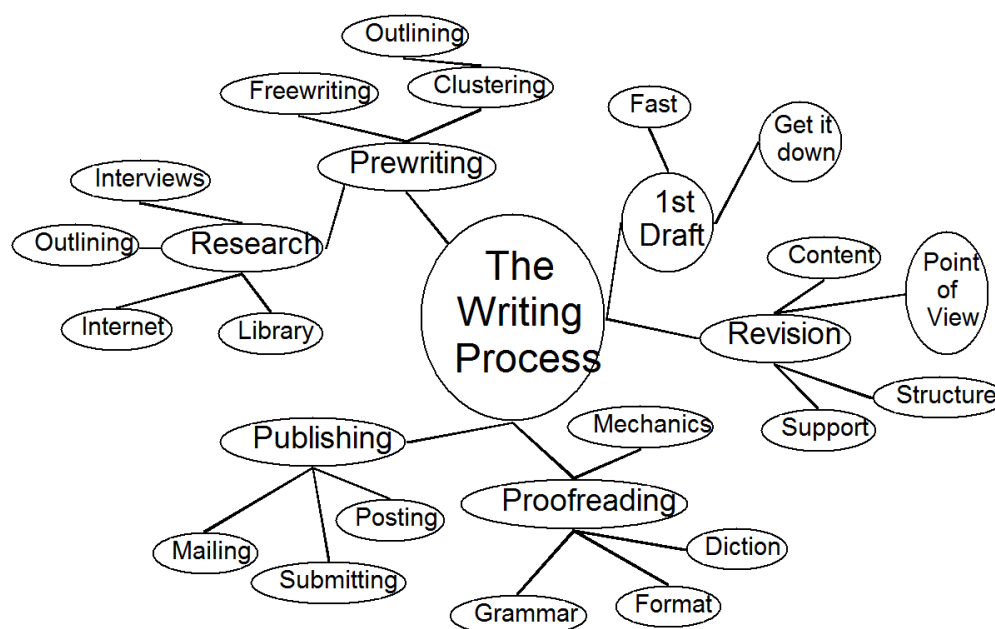 Outlining
Freewriting
Clustering
Prewriting
Interviews
Outlining
Research
Internet
Library
The
Writing
Process
Fast
Get it
down
1st
Draft
Content
Point
of
View
Revision
Structure
Support
Publishing
Mailing
Submitting
Posting
Mechanics
Proofreading
Diction
Format
Grammar